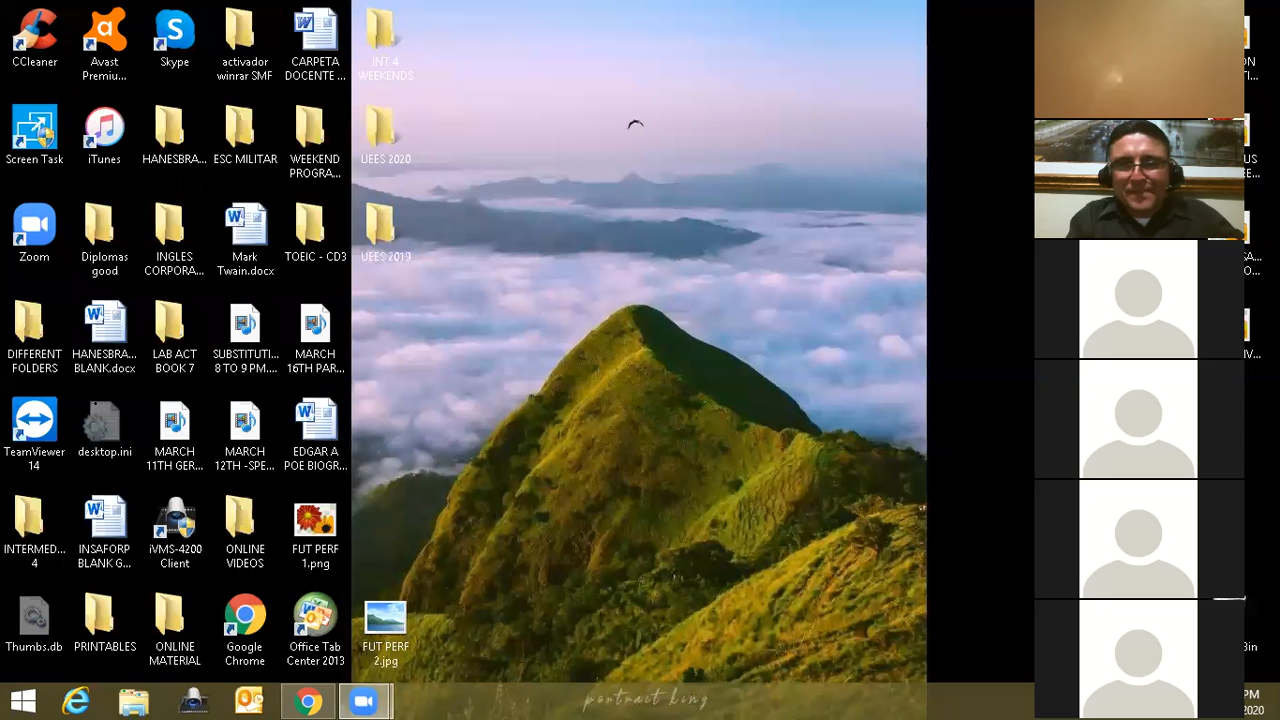 CCleaner
Avast
Premiu...
Skype
activador
winrar SMF
CARPETA
DOCENTE ...
INT 4
WEEKENDS
Screen Task
iTunes
HANESBRA...
ESC MILITAR
WEEKEND
PROGRA...
UEES 2020
Zoom
Diplomas
good
INGLES
CORPORA...
Mark
Twain.docx
TOEIC - CD3
UEES 2019
DIFFERENT
FOLDERS
HANESBRA...
BLANK.docx
LAB ACT
BOOK 7
SUBSTITUTI...
8 TO 9 PM....
MARCH
16TH PAR...
TeamViewer
14
desktop.ini
MARCH
11TH GER...
MARCH
12TH -SPE...
EDGAR A
POE BIOGR...
INTERMED...
4
INSAFORP
BLANK G...
iVMS-4200
Client
ONLINE
VIDEOS
FUT PERF
1.png
Thumbs.db
PRINTABLES
ONLINE
MATERIAL
Google
Chrome
Office Tab
Center 2013
FUT PERF
2.jpg
portrait king
PM
2020